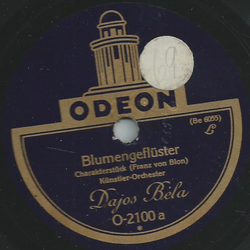 ODEON
(Be 6055)
L
Blumengeflüster
Charakterstück (Franz von Blon)
Künstler-Orchester
Dajos Béla
O-2100 a